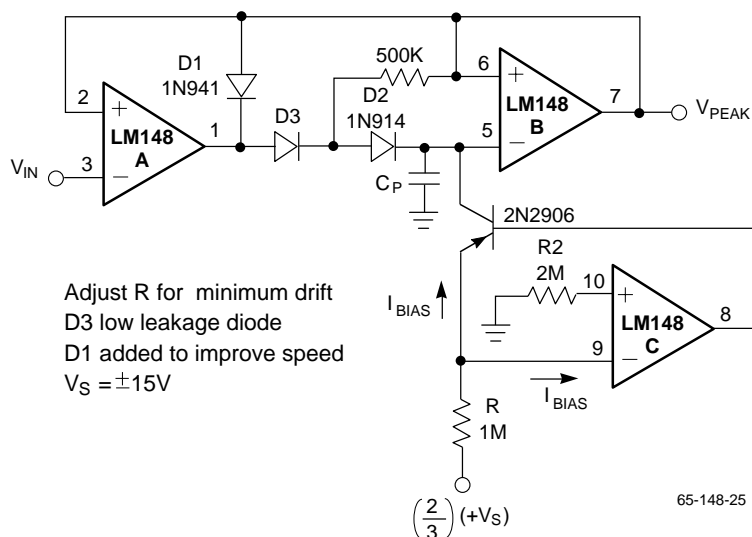 D1
1N941
500K
D2
1N914
D3
2
+
3
−
1
LM148
A
V_IN
6
+
5
−
7
LM148
B
V_PEAK
C_P
2N2906
R2
2M
10
+
9
−
8
LM148
C
I_BIAS
I_BIAS
R
1M
(2/3) (+V_S)
Adjust R for minimum drift
D3 low leakage diode
D1 added to improve speed
V_S = ±15V
65-148-25